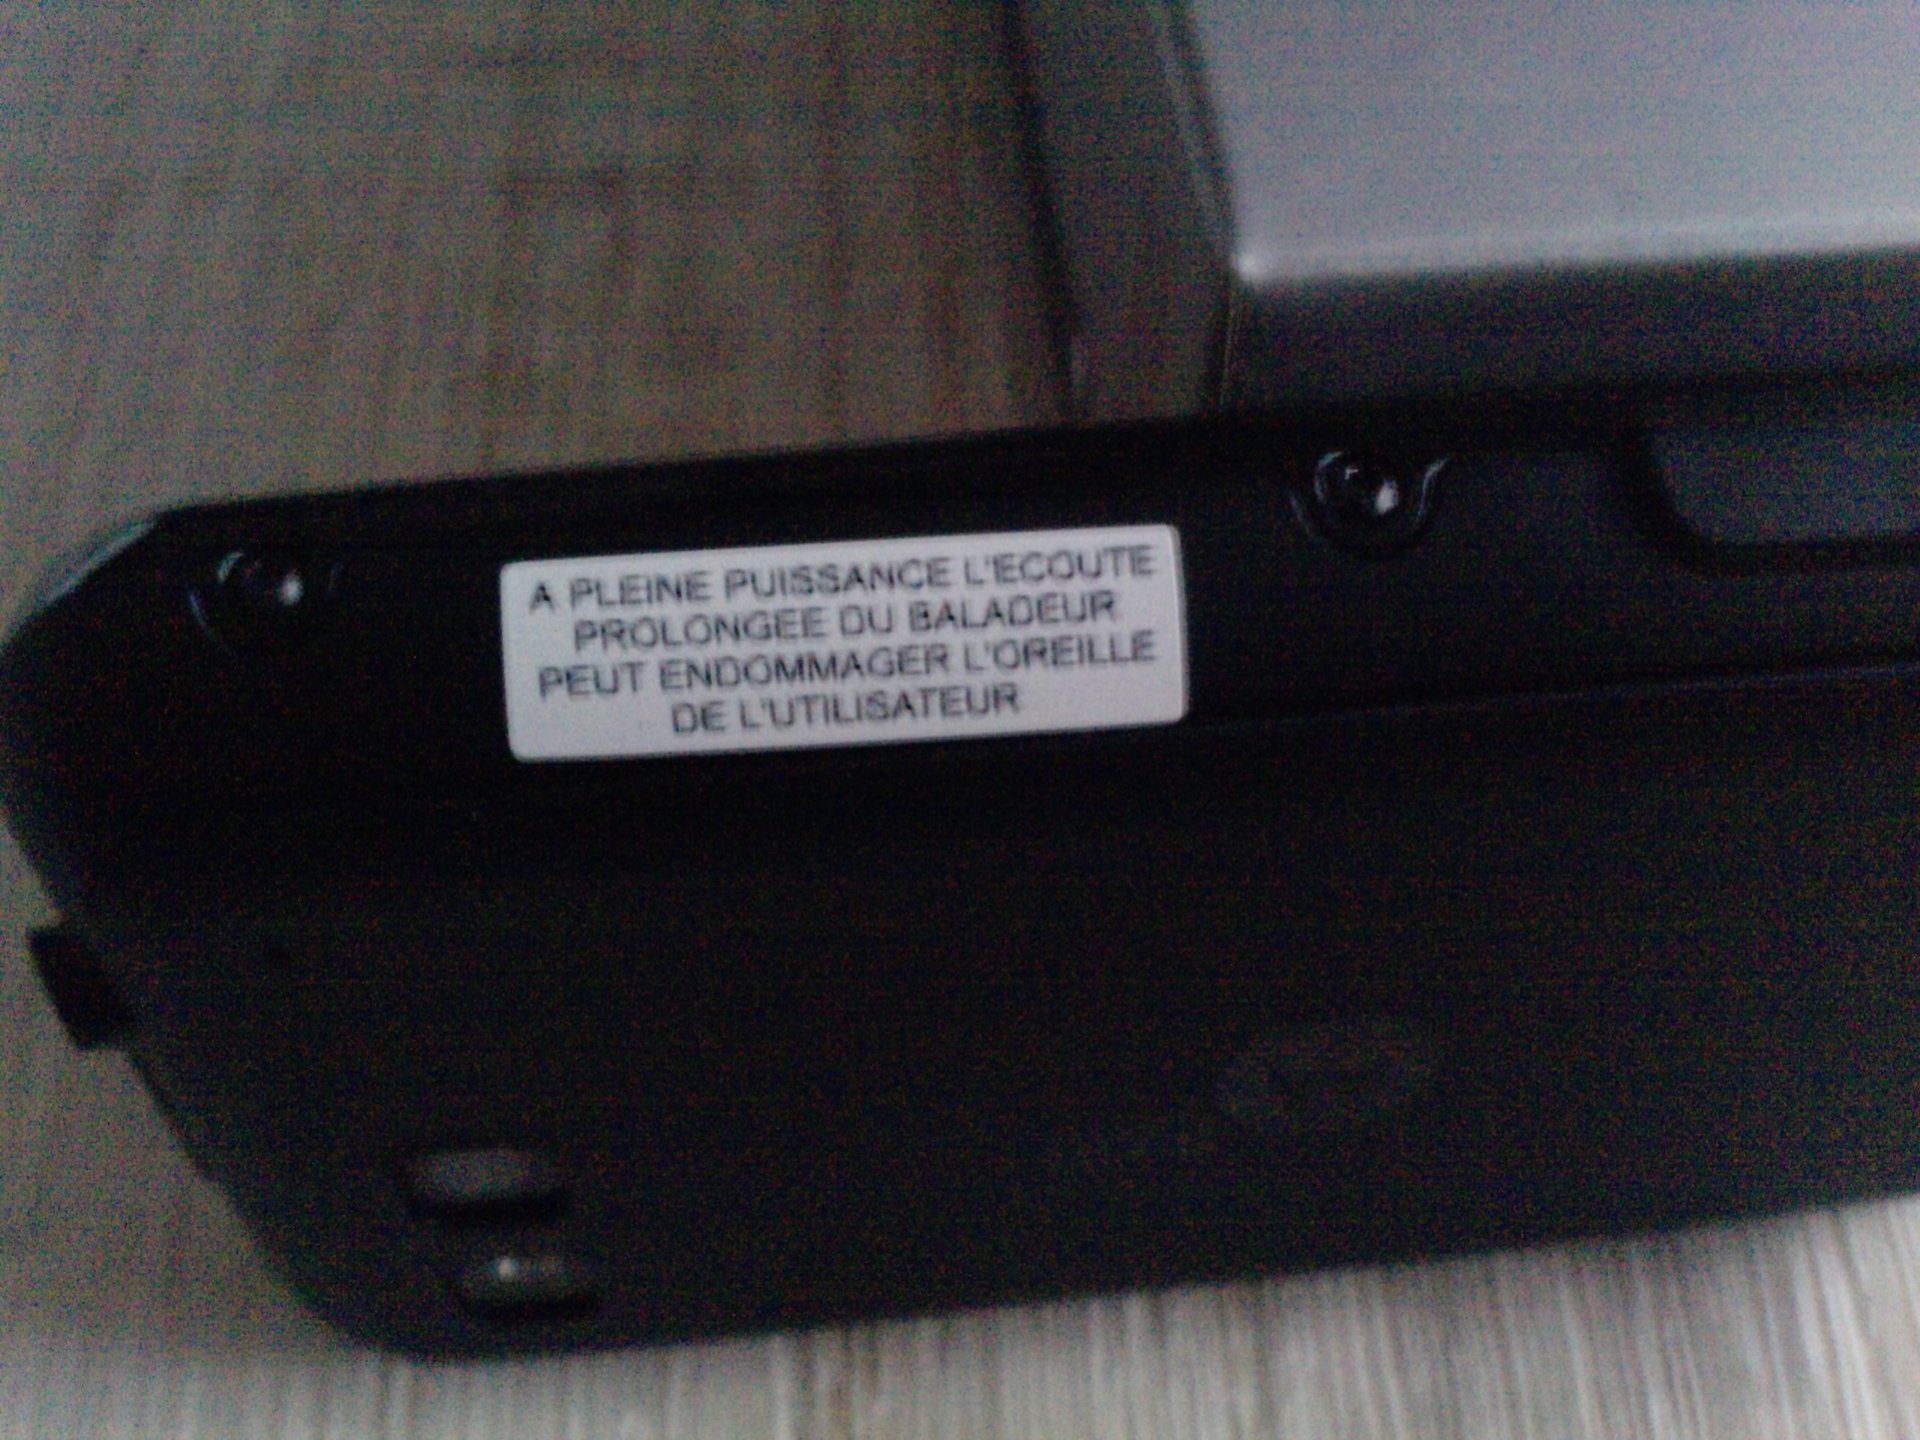 A PLEINE PUISSANCE L'ECOUTE
PROLONGEE DU BALADEUR
PEUT ENDOMMAGER L'OREILLE
DE L'UTILISATEUR